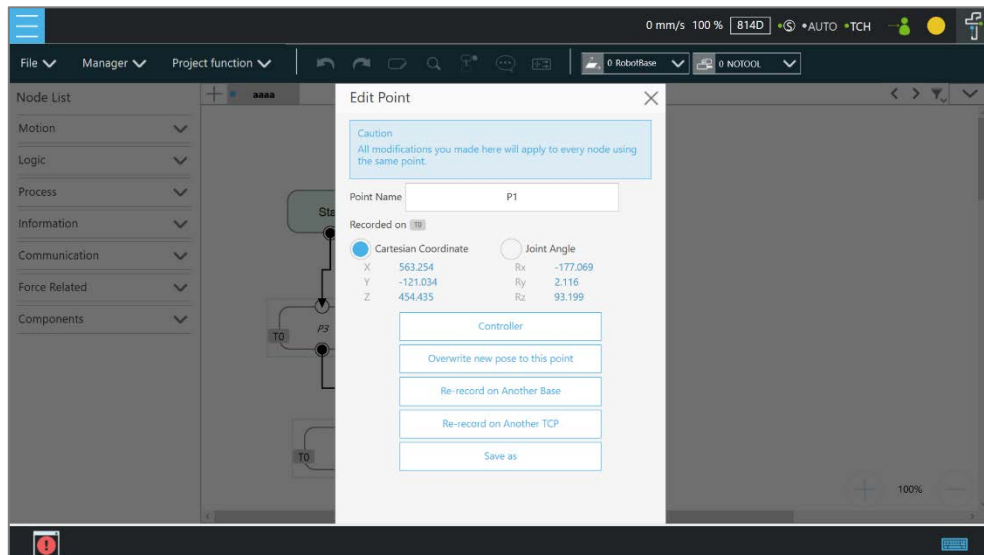 0 mm/s 100 % 814D •Ⓢ •AUTO •TCH
File Manager Project function 0 RobotBase 0 NOTOOL
Node List
aaaa
Motion
Logic
Process
Information
Communication
Force Related
Components
Sta
P3
T0
T0
Edit Point
Caution
All modifications you made here will apply to every node using
the same point.
Point Name P1
Recorded on T0
Cartesian Coordinate Joint Angle
X 563.254 Rx -177.069
Y -121.034 Ry 2.116
Z 454.435 Rz 93.199
Controller
Overwrite new pose to this point
Re-record on Another Base
Re-record on Another TCP
Save as
100%